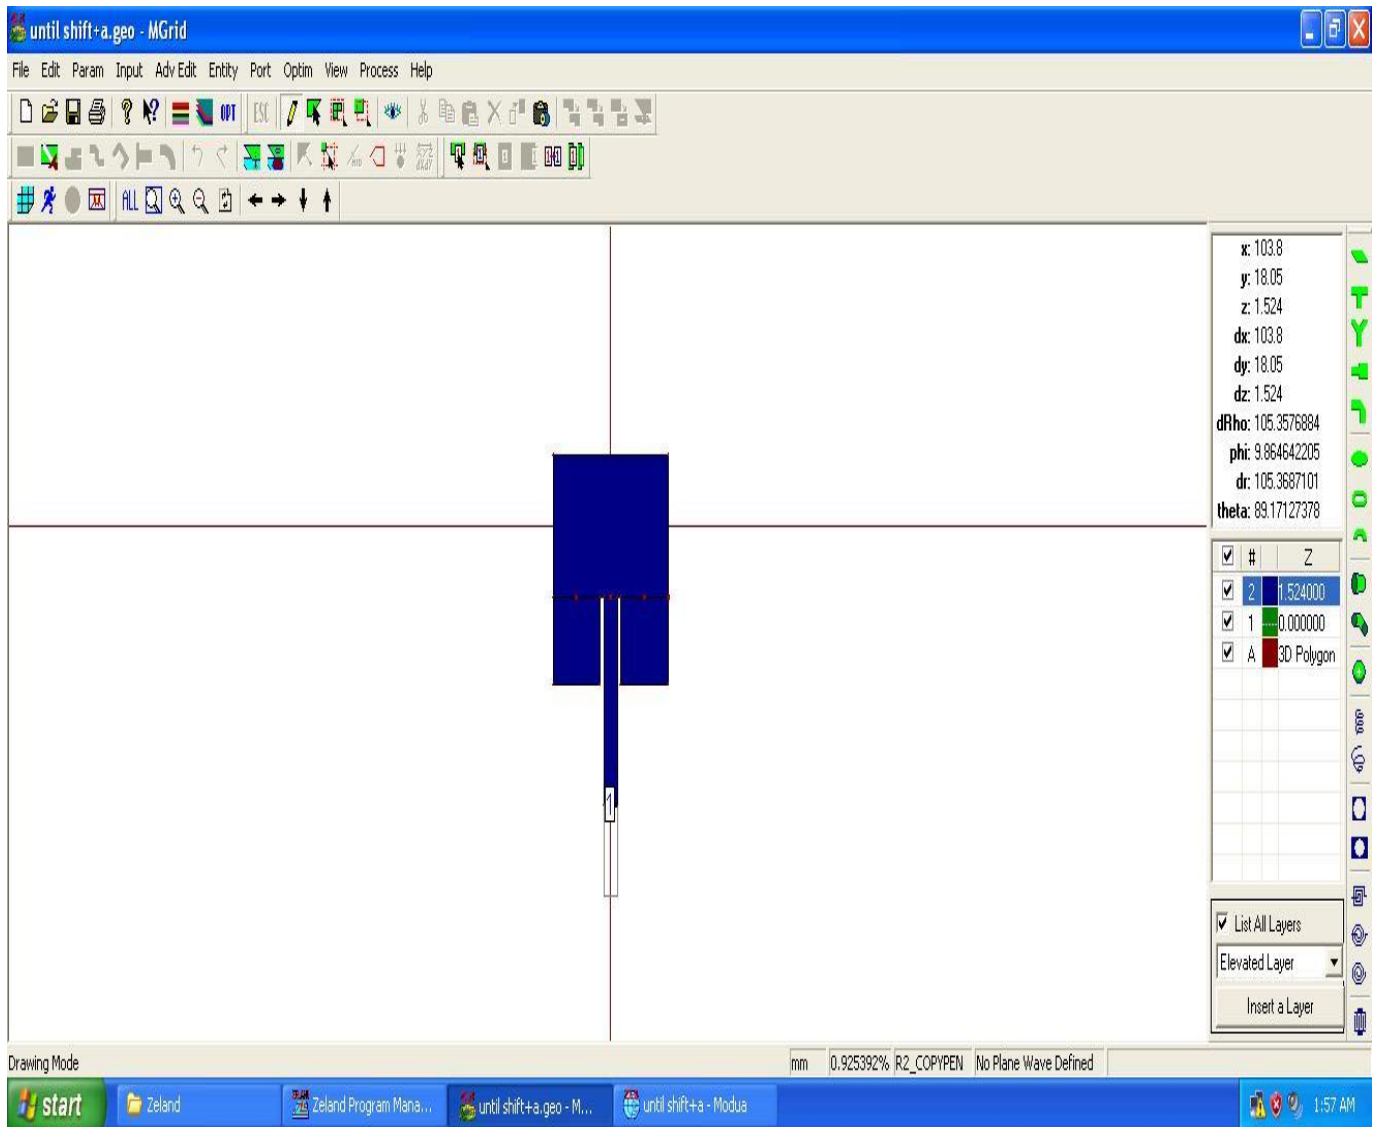 until shift+a.geo - MGrid
File Edit Param Input Adv Edit Entity Port Optim View Process Help
OPT ESC
ALL
x: 103.8
y: 18.05
z: 1.524
dx: 103.8
dy: 18.05
dz: 1.524
dRho: 105.3576884
phi: 9.864642205
dr: 105.3687101
theta: 89.17127378
# Z
2 1.524000
1 0.000000
A 3D Polygon
1
List All Layers
Elevated Layer
Insert a Layer
Drawing Mode mm 0.925392% R2_COPYPEN No Plane Wave Defined
start Zeland Zeland Program Mana... until shift+a.geo - M... until shift+a - Modua 1:57 AM